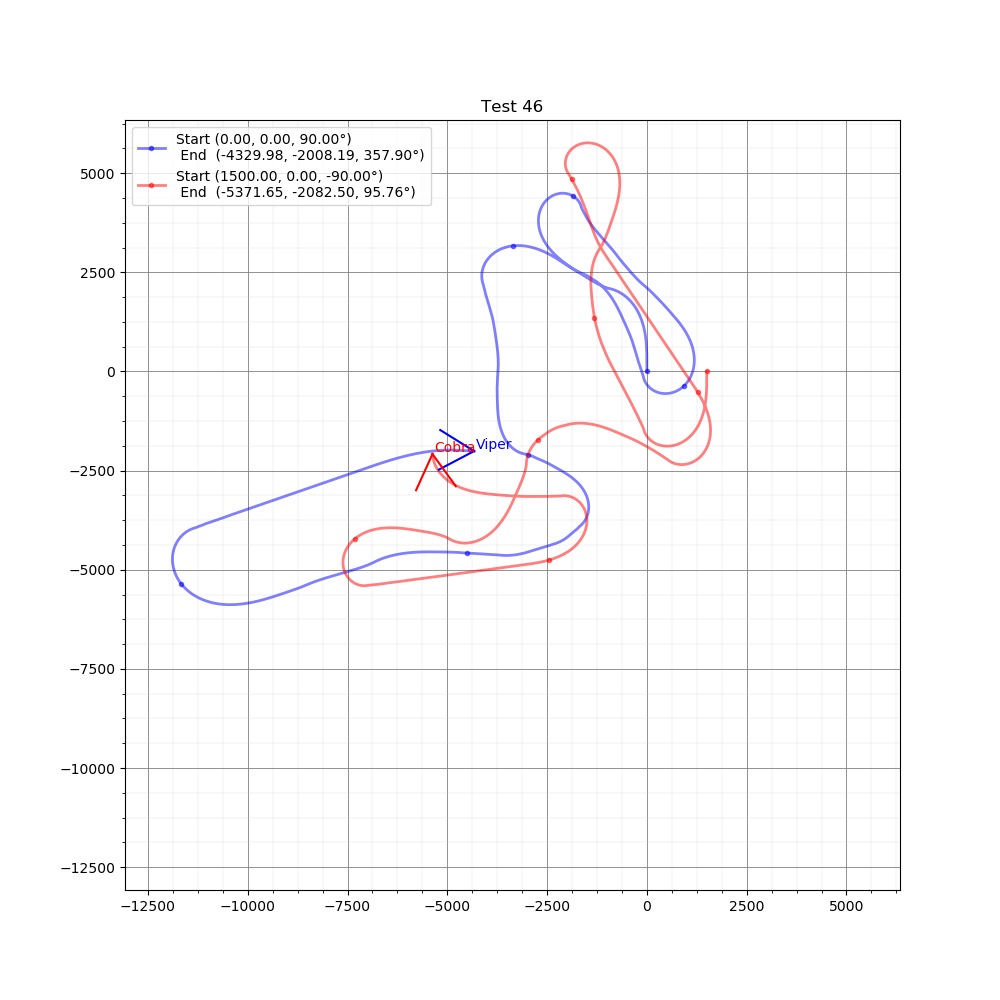 Test 46
Start (0.00, 0.00, 90.00°)
End (-4329.98, -2008.19, 357.90°)
Start (1500.00, 0.00, -90.00°)
End (-5371.65, -2082.50, 95.76°)
5000
2500
0
−2500
−5000
−7500
−10000
−12500
Cobra
Viper
−12500 −10000 −7500 −5000 −2500 0 2500 5000